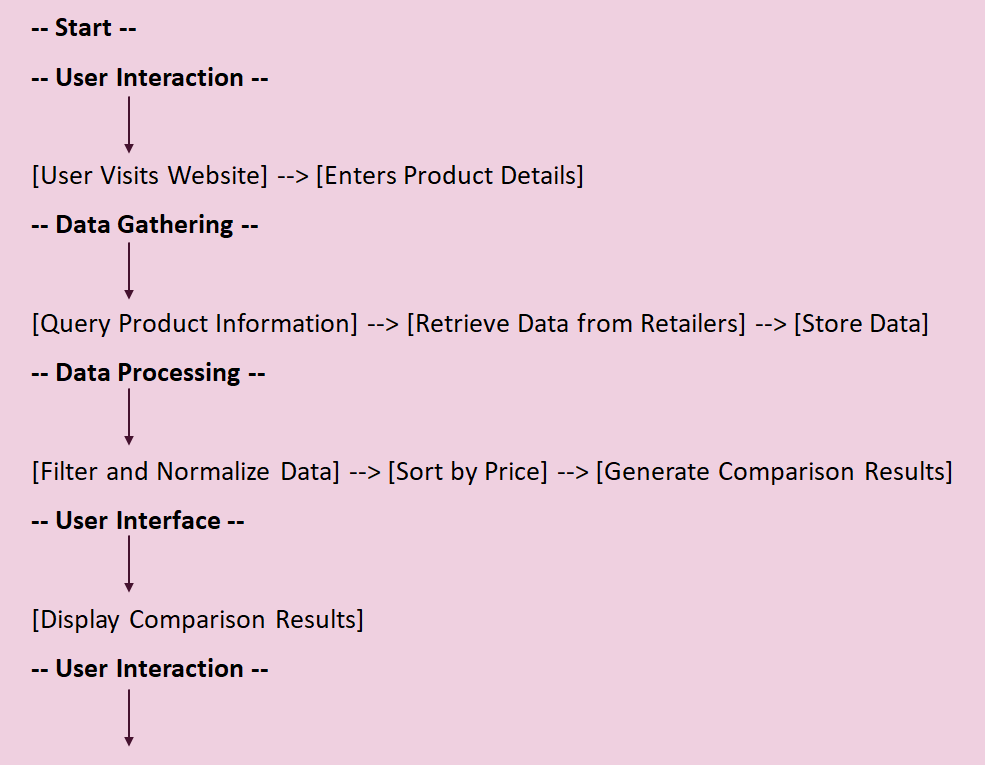 -- Start --
-- User Interaction --
[User Visits Website] --> [Enters Product Details]
-- Data Gathering --
[Query Product Information] --> [Retrieve Data from Retailers] --> [Store Data]
-- Data Processing --
[Filter and Normalize Data] --> [Sort by Price] --> [Generate Comparison Results]
-- User Interface --
[Display Comparison Results]
-- User Interaction --